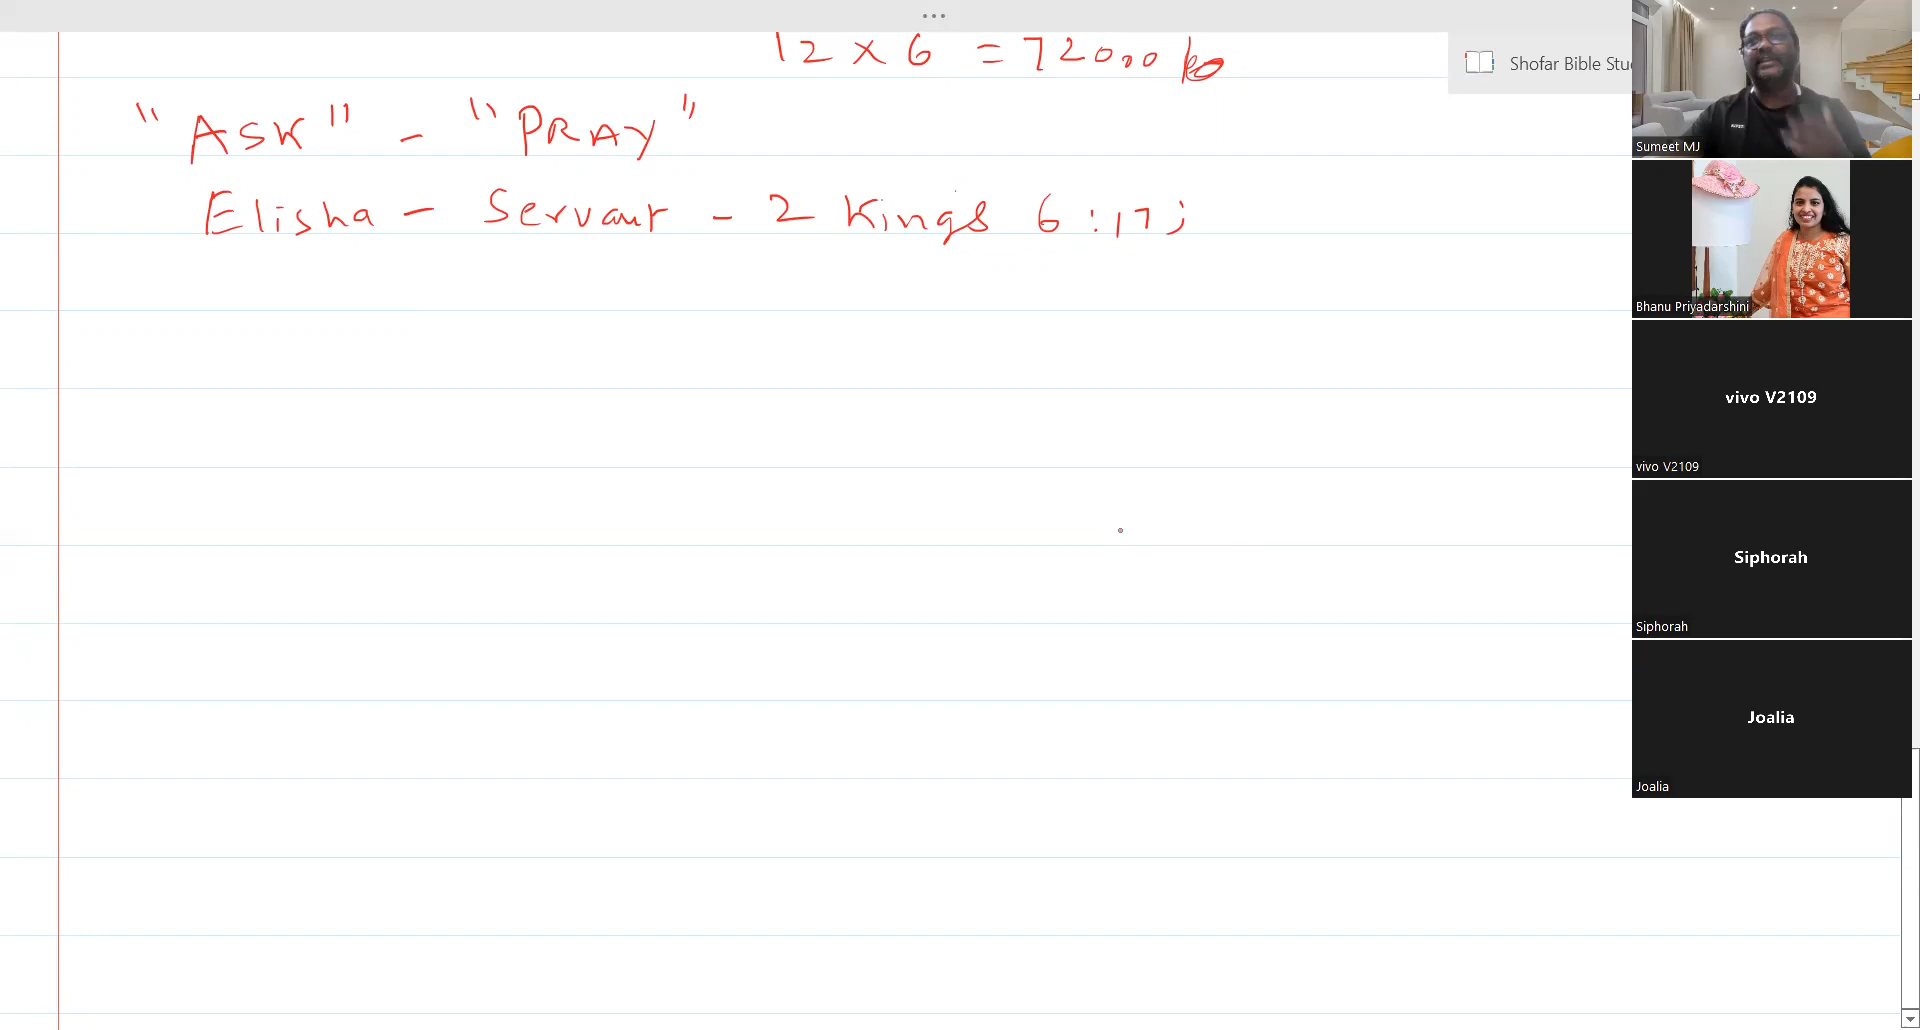 12 × 6 = 72000
"ASK" - "PRAY"
Elisha - Servant - 2 Kings 6:17;
Shofar Bible Stu
Sumeet MJ
Bhanu Priyadarshini
vivo V2109
vivo V2109
Siphorah
Siphorah
Joalia
Joalia